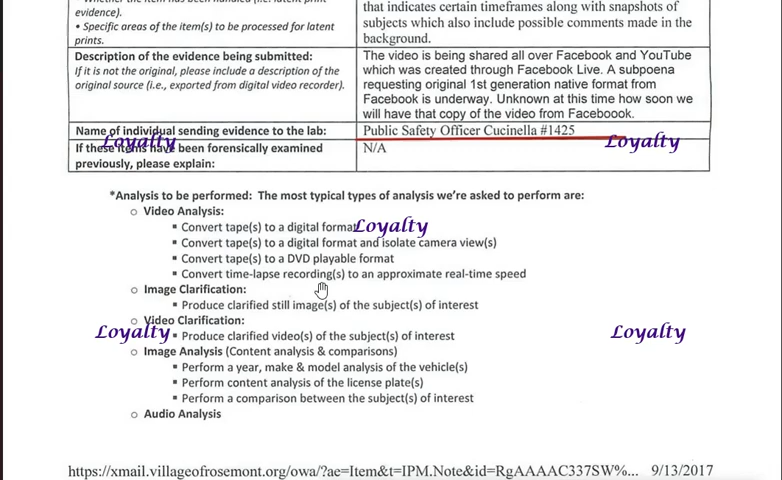 Whether the item has been handled (i.e. latent print
evidence).
• Specific areas of the item(s) to be processed for latent
prints.
that indicates certain timeframes along with snapshots of
subjects which also include possible comments made in the
background.
Description of the evidence being submitted:
If it is not the original, please include a description of the
original source (i.e., exported from digital video recorder).
The video is being shared all over Facebook and YouTube
which was created through Facebook Live. A subpoena
requesting original 1st generation native format from
Facebook is underway. Unknown at this time how soon we
will have that copy of the video from Faceboook.
Name of individual sending evidence to the lab:
Public Safety Officer Cucinella #1425
Loyalty
Loyalty
If these items have been forensically examined
previously, please explain:
N/A
*Analysis to be performed: The most typical types of analysis we're asked to perform are:
○ Video Analysis:
▪ Convert tape(s) to a digital format
Loyalty
▪ Convert tape(s) to a digital format and isolate camera view(s)
▪ Convert tape(s) to a DVD playable format
▪ Convert time-lapse recording(s) to an approximate real-time speed
○ Image Clarification:
▪ Produce clarified still image(s) of the subject(s) of interest
○ Video Clarification:
Loyalty
▪ Produce clarified video(s) of the subject(s) of interest
Loyalty
○ Image Analysis (Content analysis & comparisons)
▪ Perform a year, make & model analysis of the vehicle(s)
▪ Perform content analysis of the license plate(s)
▪ Perform a comparison between the subject(s) of interest
○ Audio Analysis
https://xmail.villageofrosemont.org/owa/?ae=Item&t=IPM.Note&id=RgAAAAC337SW%... 9/13/2017